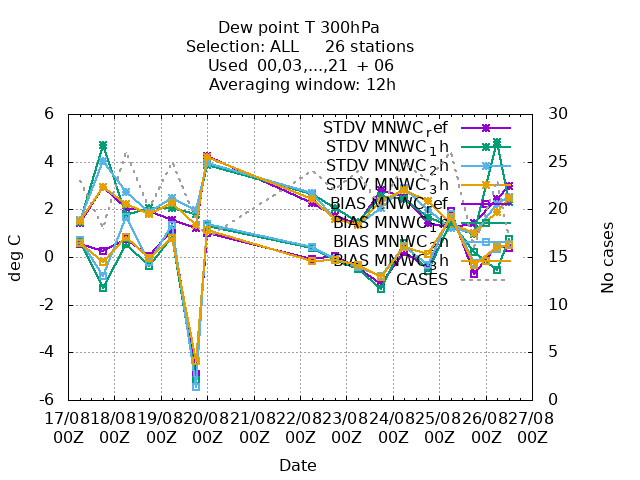 Dew point T 300hPa
Selection: ALL 26 stations
Used 00,03,...,21 + 06
Averaging window: 12h
6
4
2
0
-2
-4
-6
deg C
30
25
20
15
10
5
0
No cases
STDV MNWC_ref
STDV MNWC_1h
STDV MNWC_2h
STDV MNWC_3h
BIAS MNWC_ref
BIAS MNWC_1h
BIAS MNWC_2h
BIAS MNWC_3h
CASES
17/08 18/08 19/08 20/08 21/08 22/08 23/08 24/08 25/08 26/08 27/08
00Z 00Z 00Z 00Z 00Z 00Z 00Z 00Z 00Z 00Z 00Z
Date